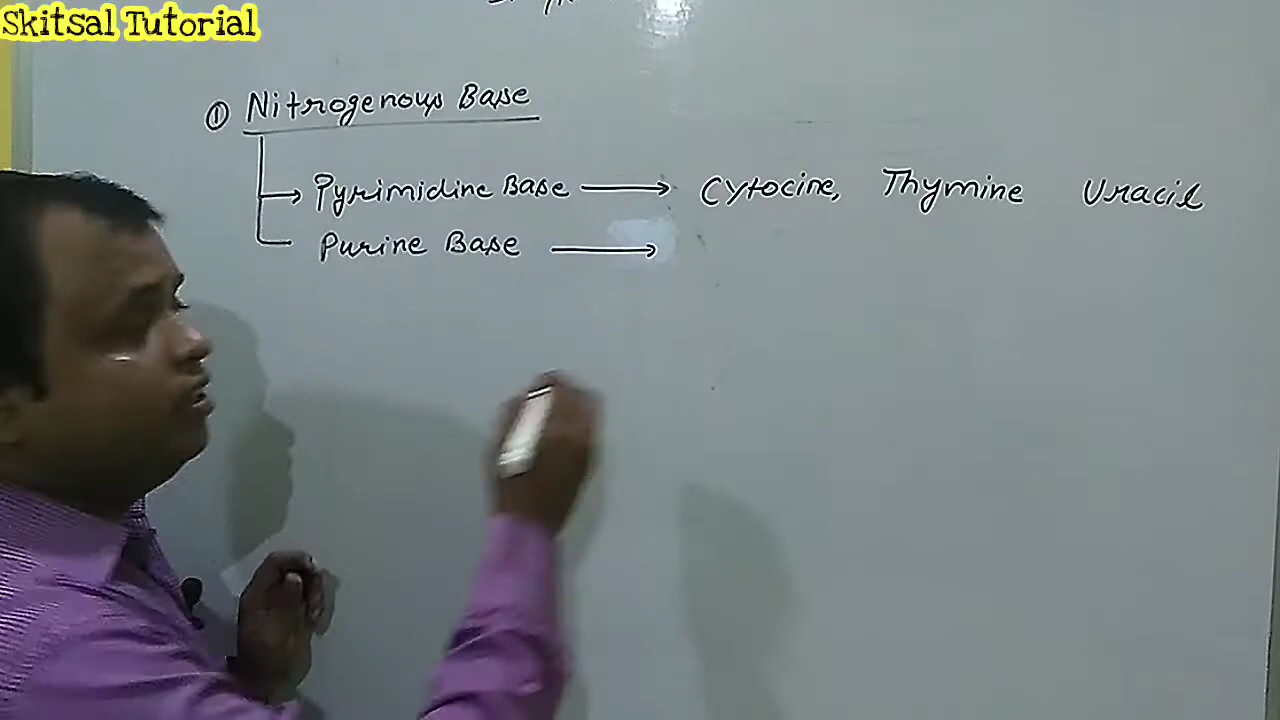 Skitsal Tutorial
① Nitrogenous Base
→ Pyrimidine Base → Cytocine, Thymine Uracil
Purine Base →